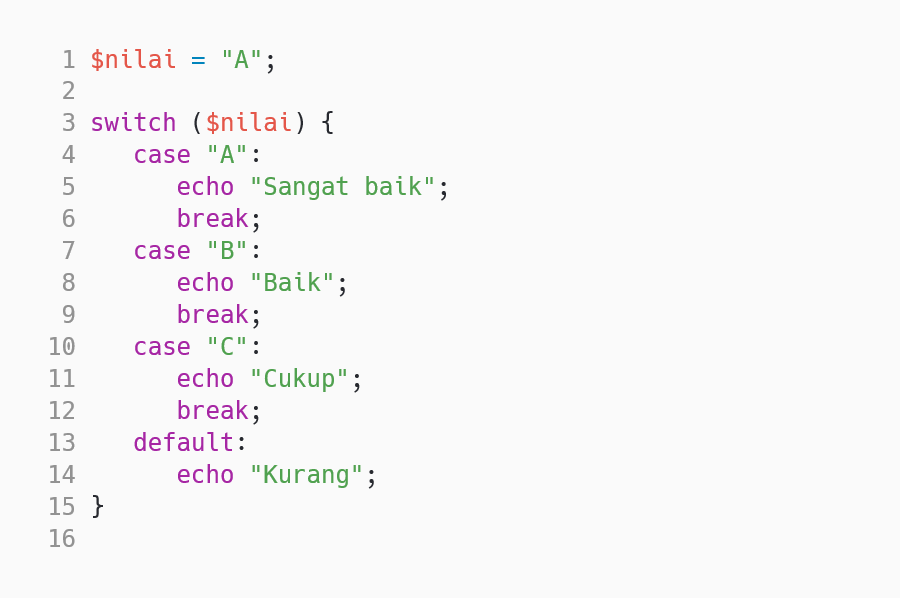 1 $nilai = "A";
2
3 switch ($nilai) {
4    case "A":
5       echo "Sangat baik";
6       break;
7    case "B":
8       echo "Baik";
9       break;
10    case "C":
11       echo "Cukup";
12       break;
13    default:
14       echo "Kurang";
15 }
16